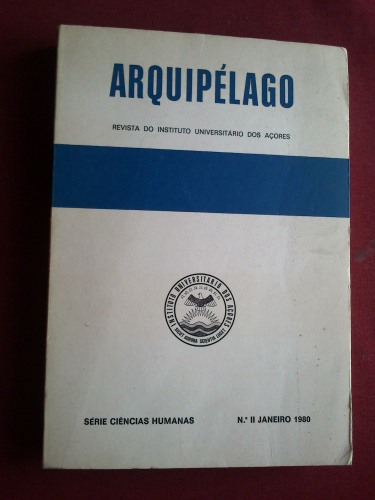 ARQUIPÉLAGO
REVISTA DO INSTITUTO UNIVERSITÁRIO DOS AÇORES
INSTITUTO UNIVERSITÁRIO DOS AÇORES
SÉRIE CIÊNCIAS HUMANAS
N.º II JANEIRO 1980